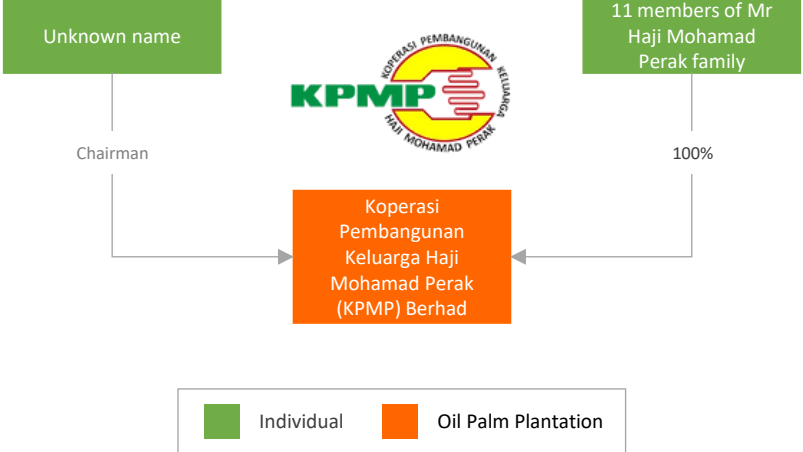 Unknown name
11 members of Mr
Haji Mohamad
Perak family
KOPERASI PEMBANGUNAN KELUARGA
KPMP
HAJI MOHAMAD PERAK
Chairman
100%
Koperasi
Pembangunan
Keluarga Haji
Mohamad Perak
(KPMP) Berhad
Individual
Oil Palm Plantation